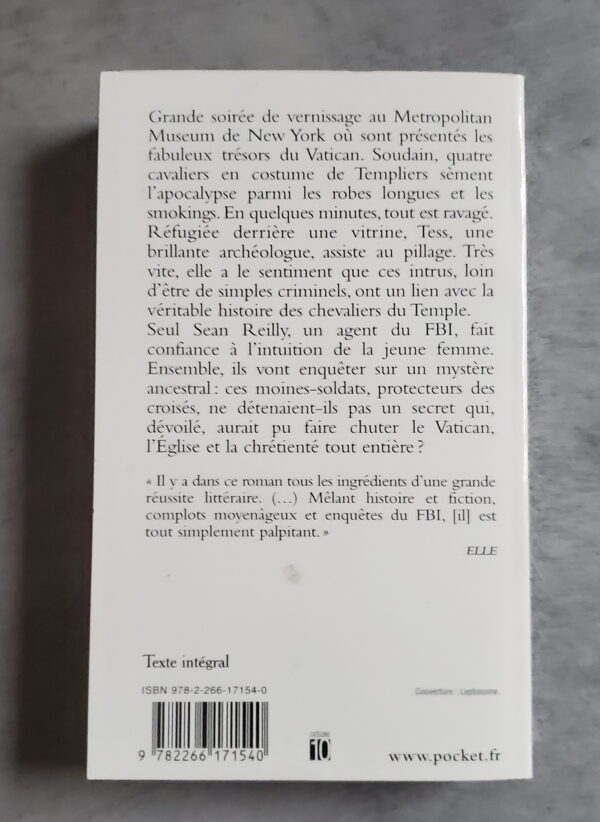 Grande soirée de vernissage au Metropolitan
Museum de New York où sont présentés les
fabuleux trésors du Vatican. Soudain, quatre
cavaliers en costume de Templiers sèment
l'apocalypse parmi les robes longues et les
smokings. En quelques minutes, tout est ravagé.
Réfugiée derrière une vitrine, Tess, une
brillante archéologue, assiste au pillage. Très
vite, elle a le sentiment que ces intrus, loin
d'être de simples criminels, ont un lien avec la
véritable histoire des chevaliers du Temple.
Seul Sean Reilly, un agent du FBI, fait
confiance à l'intuition de la jeune femme.
Ensemble, ils vont enquêter sur un mystère
ancestral : ces moines-soldats, protecteurs des
croisés, ne détenaient-ils pas un secret qui,
dévoilé, aurait pu faire chuter le Vatican,
l'Église et la chrétienté tout entière ?
« Il y a dans ce roman tous les ingrédients d'une grande
réussite littéraire. (…) Mêlant histoire et fiction,
complots moyenâgeux et enquêtes du FBI, [il] est
tout simplement palpitant. »
ELLE
Texte intégral
ISBN 978-2-266-17154-0
Couverture :
9 782266 171540
CATÉGORIE
10
www.pocket.fr